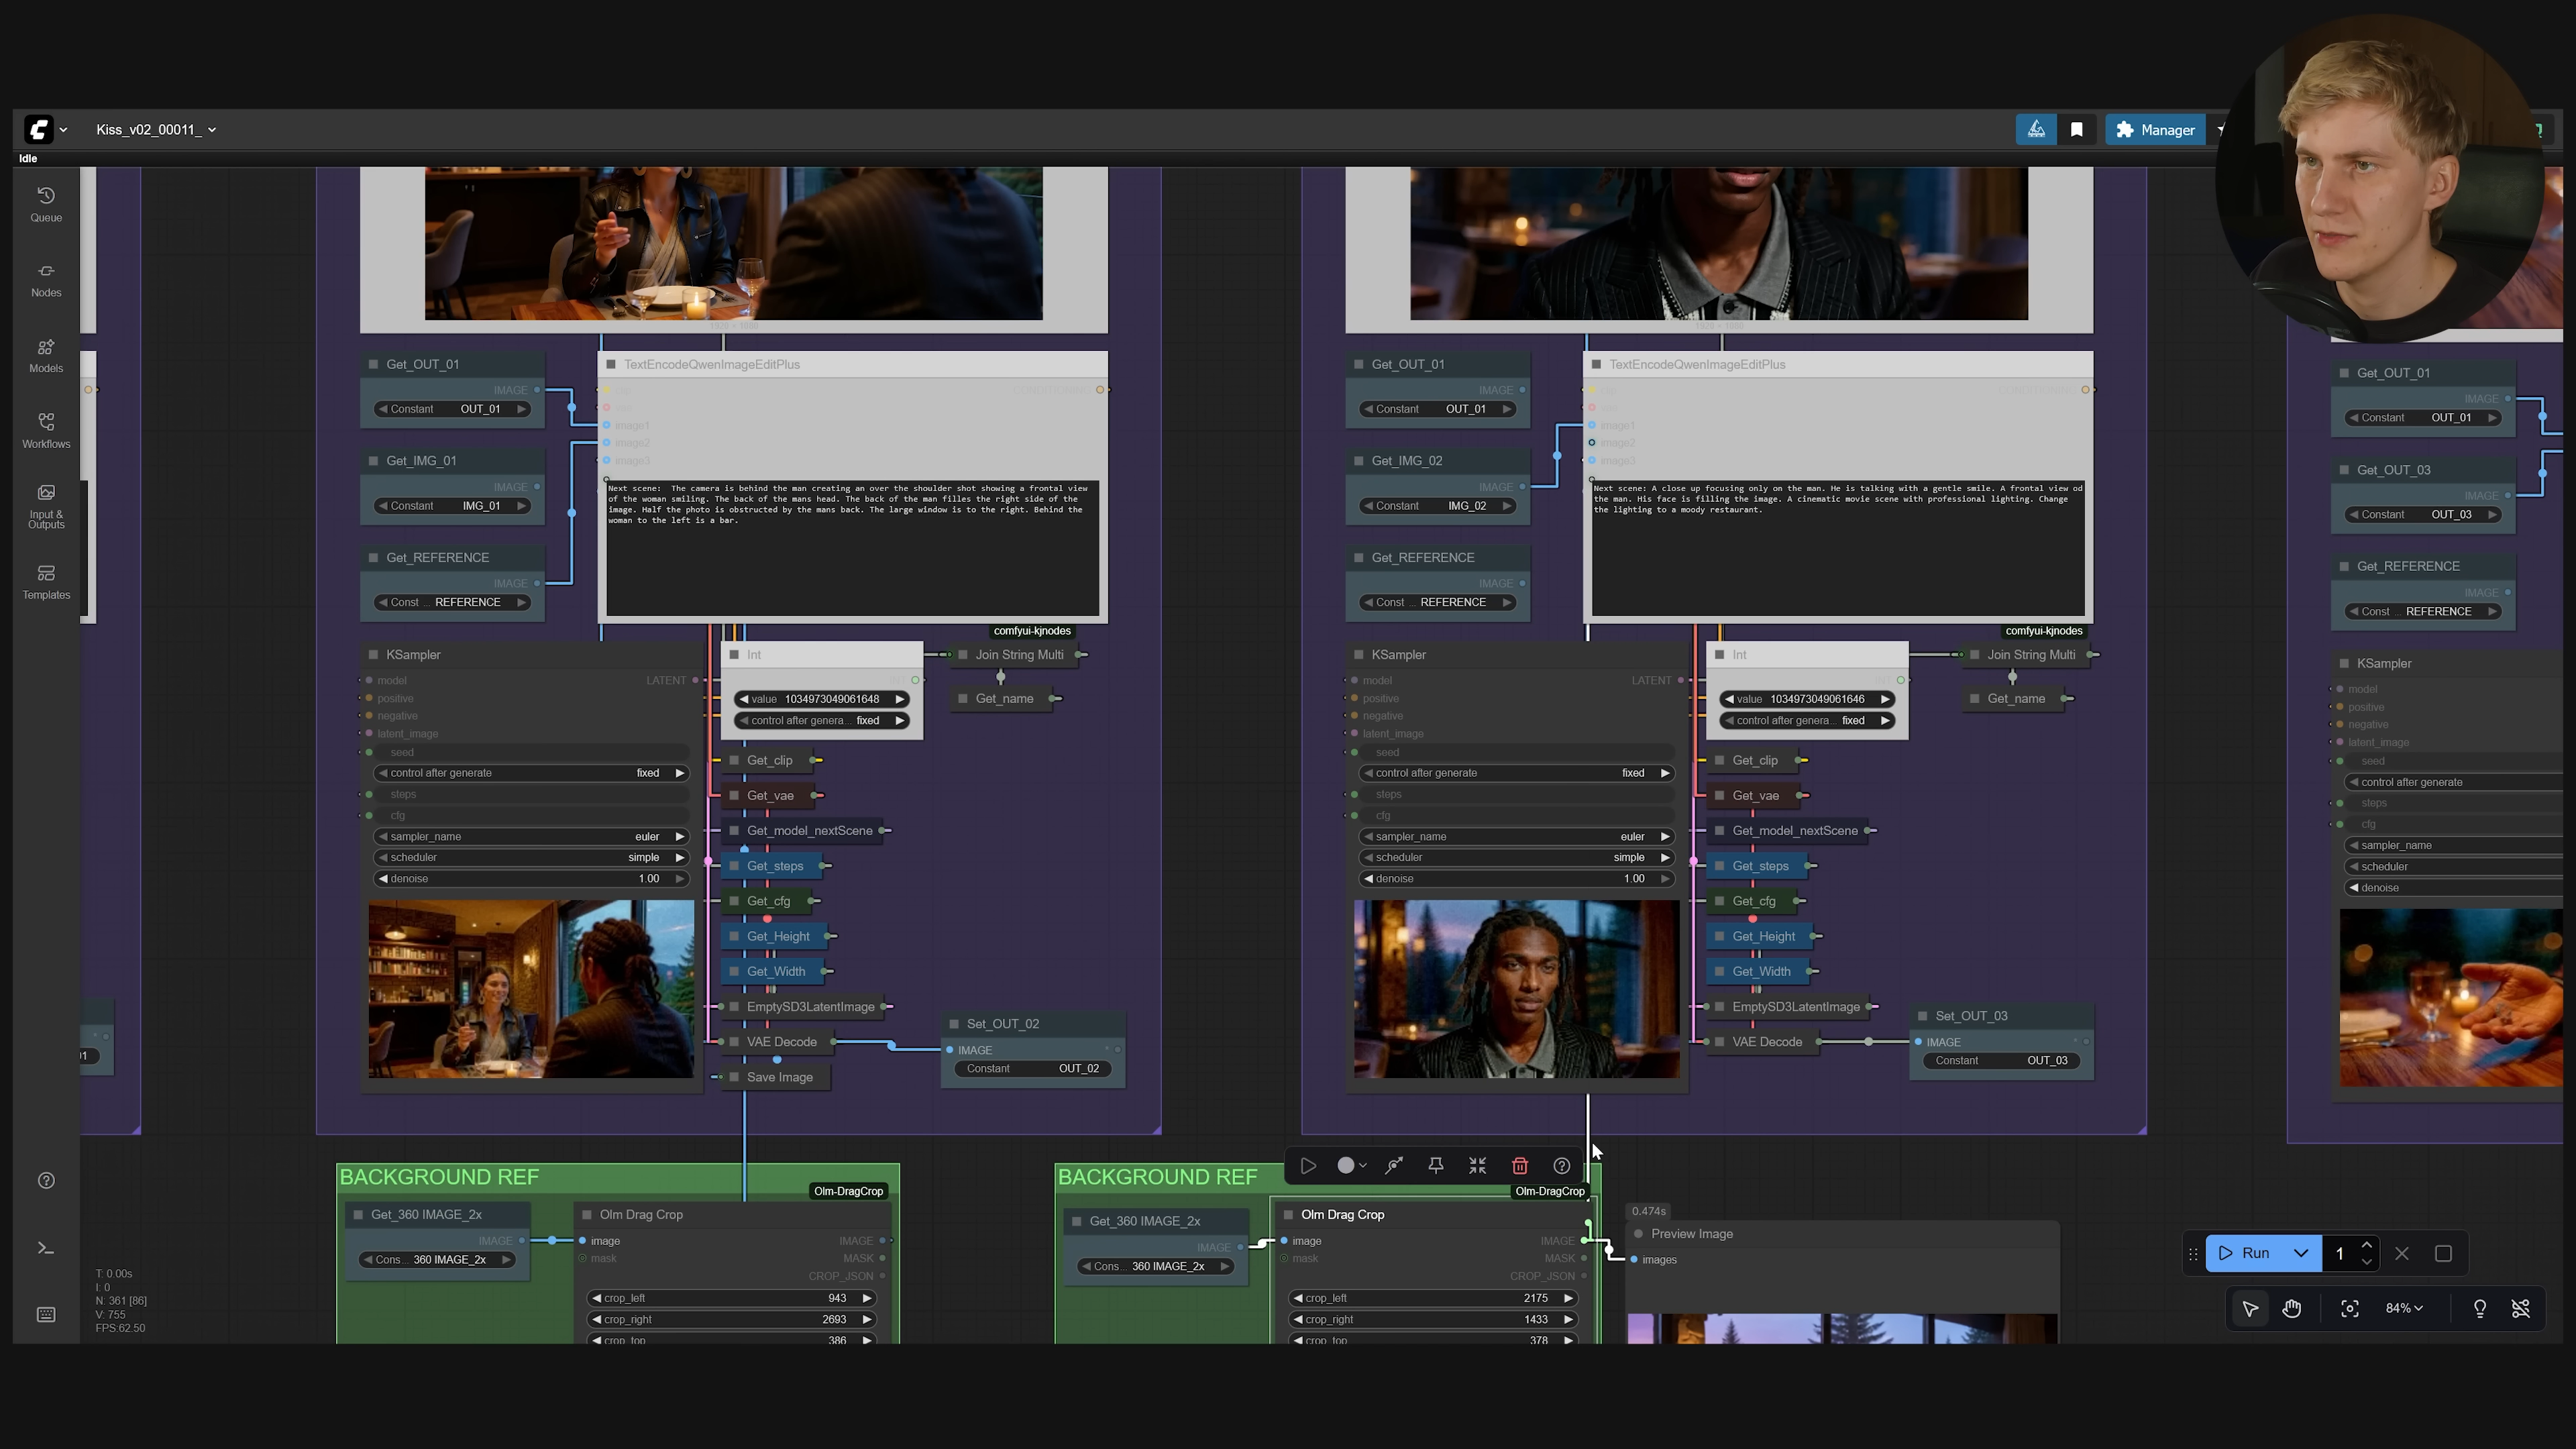 Kiss_v02_00011_
Manager
Idle
Queue
Nodes
Models
Workflows
Input &
Outputs
Templates
1920 × 1080
Get_OUT_01
IMAGE
Constant OUT_01
Get_IMG_01
IMAGE
Constant IMG_01
Get_REFERENCE
IMAGE
Const ... REFERENCE
TextEncodeQwenImageEditPlus
CONDITIONING
clip
vae
image1
image2
image3
Next scene: The camera is behind the man creating an over the shoulder shot showing a frontal view
of the woman smiling. The back of the mans head. The back of the man filles the right side of the
image. Half the photo is obstructed by the mans back. The large window is to the right. Behind the
woman to the left is a bar.
comfyui-kjnodes
KSampler
model LATENT
positive
negative
latent_image
seed
control after generate fixed
steps
cfg
sampler_name euler
scheduler simple
denoise 1.00
Int
value 1034973049061648
control after genera... fixed
Join String Multi
Get_name
Get_clip
Get_vae
Get_model_nextScene
Get_steps
Get_cfg
Get_Height
Get_Width
EmptySD3LatentImage
VAE Decode
Save Image
Set_OUT_02
IMAGE
Constant OUT_02
1920 × 1080
Get_OUT_01
IMAGE
Constant OUT_01
Get_IMG_02
IMAGE
Constant IMG_02
Get_REFERENCE
IMAGE
Const ... REFERENCE
TextEncodeQwenImageEditPlus
CONDITIONING
image1
image2
image3
Next scene: A close up focusing only on the man. He is talking with a gentle smile. A frontal view od
the man. His face is filling the image. A cinematic movie scene with professional lighting. Change
the lighting to a moody restaurant.
comfyui-kjnodes
KSampler
model LATENT
positive
negative
latent_image
seed
control after generate fixed
steps
cfg
sampler_name euler
scheduler simple
denoise 1.00
Int
value 1034973049061646
control after genera... fixed
Join String Multi
Get_name
Get_clip
Get_vae
Get_model_nextScene
Get_steps
Get_cfg
Get_Height
Get_Width
EmptySD3LatentImage
VAE Decode
Set_OUT_03
IMAGE
Constant OUT_03
Get_OUT_01
IMAGE
Constant OUT_01
Get_OUT_03
IMAGE
Constant OUT_03
Get_REFERENCE
IMAGE
Const ... REFERENCE
KSampler
model
positive
negative
latent_image
seed
control after generate
steps
cfg
sampler_name
scheduler
denoise
BACKGROUND REF
Olm-DragCrop
Get_360 IMAGE_2x
IMAGE
Cons... 360 IMAGE_2x
Olm Drag Crop
image IMAGE
mask MASK
CROP_JSON
crop_left 943
crop_right 2693
crop_top 386
BACKGROUND REF
Olm-DragCrop
Get_360 IMAGE_2x
IMAGE
Cons... 360 IMAGE_2x
Olm Drag Crop
image IMAGE
mask MASK
CROP_JSON
crop_left 2175
crop_right 1433
crop_top 378
0.474s
Preview Image
images
Run 1
84%
T: 0.00s
I: 0
N: 361 [86]
V: 755
FPS:62.50